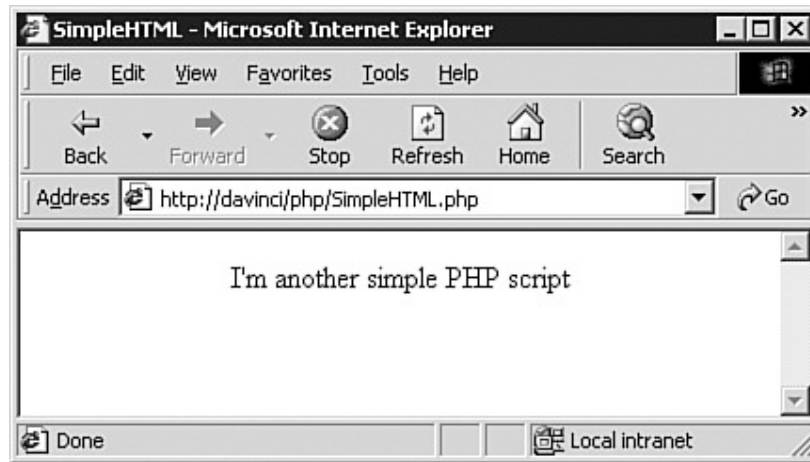 SimpleHTML - Microsoft Internet Explorer
File Edit View Favorites Tools Help
Back Forward Stop Refresh Home Search »
Address http://davinci/php/SimpleHTML.php Go
I'm another simple PHP script
Done Local intranet